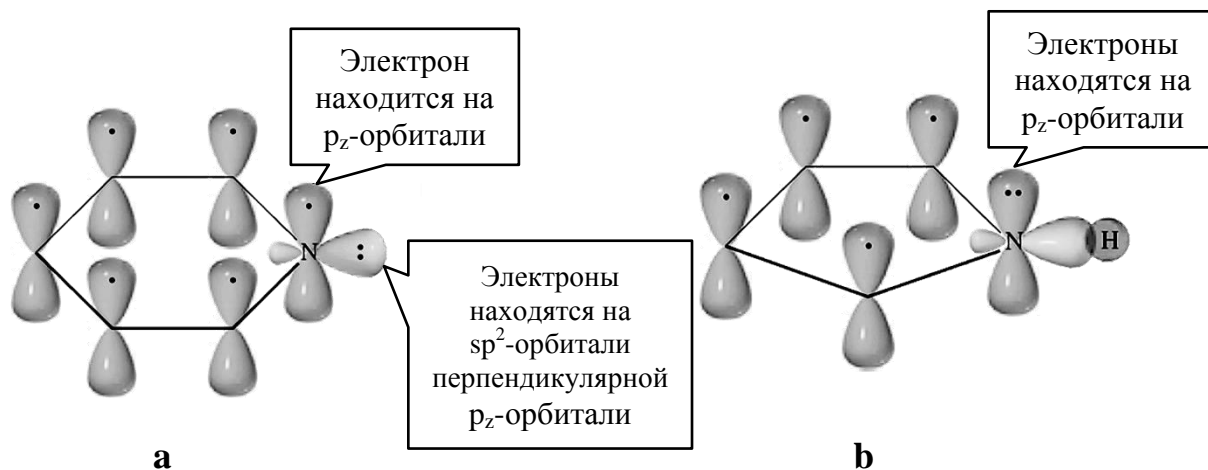 Электрон
находится на
pz-орбитали
N
Электроны
находятся на
sp²-орбитали
перпендикулярной
pz-орбитали
a
Электроны
находятся на
pz-орбитали
N
H
b